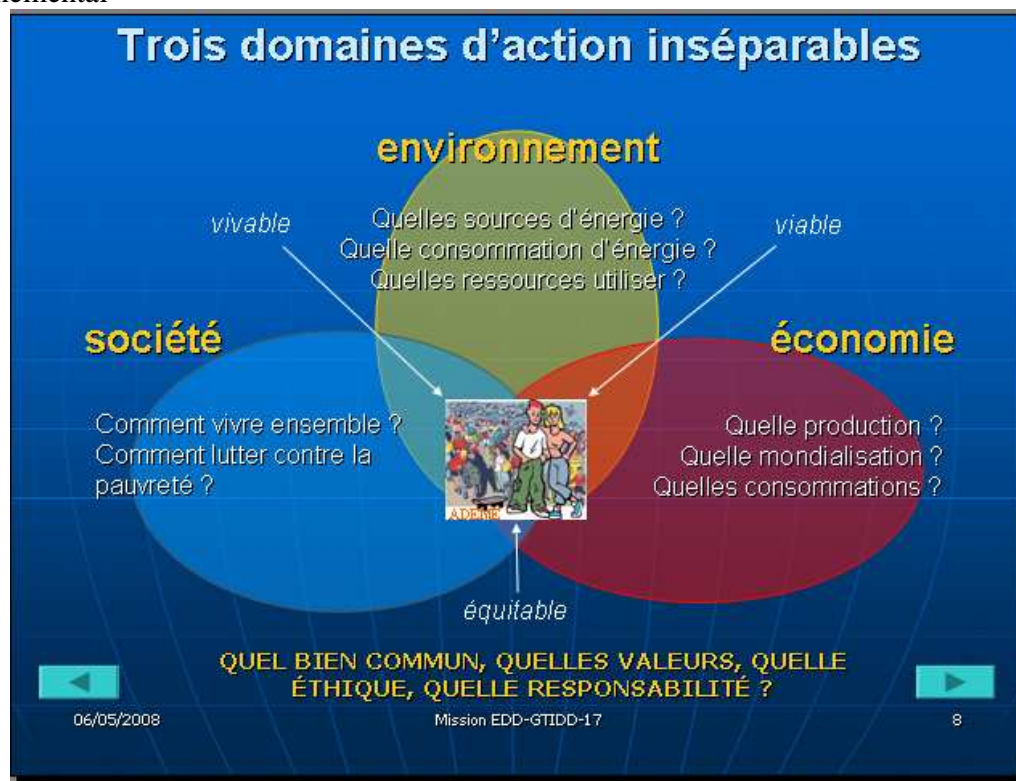 Trois domaines d'action inséparables
environnement
vivable
viable
Quelles sources d'énergie ?
Quelle consommation d'énergie ?
Quelles ressources utiliser ?
société
économie
Comment vivre ensemble ?
Comment lutter contre la
pauvreté ?
Quelle production ?
Quelle mondialisation ?
Quelles consommations ?
ADEME
équitable
QUEL BIEN COMMUN, QUELLES VALEURS, QUELLE
ÉTHIQUE, QUELLE RESPONSABILITÉ ?
06/05/2008
Mission EDD-GTIDD-17
8